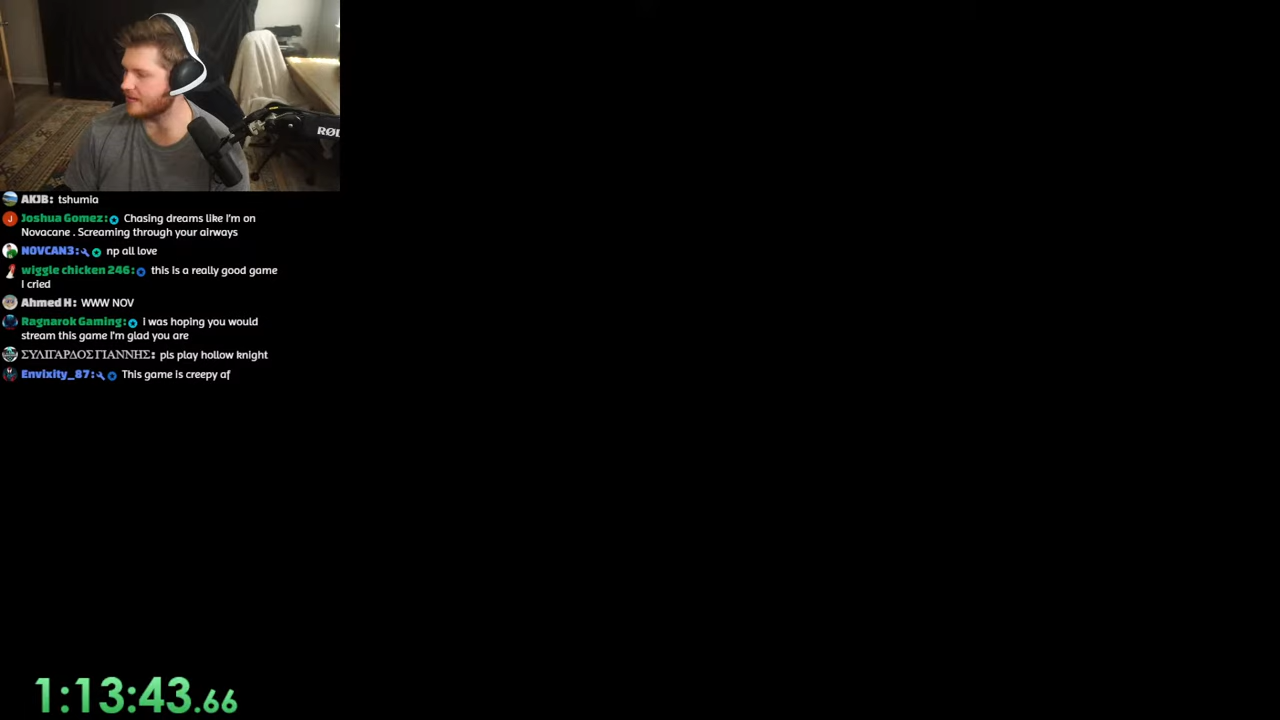 RØD
AKJB: tshumia
Joshua Gomez: Chasing dreams like I'm on
Novacane . Screaming through your airways
NOVCAN3: np all love
wiggle chicken 246: this is a really good game
I cried
Ahmed H: WWW NOV
Ragnarok Gaming: i was hoping you would
stream this game I'm glad you are
ΣΥΛΙΓΑΡΔΟΣ ΓΙΑΝΝΗΣ: pls play hollow knight
Envixity_87: This game is creepy af
1:13:43.66